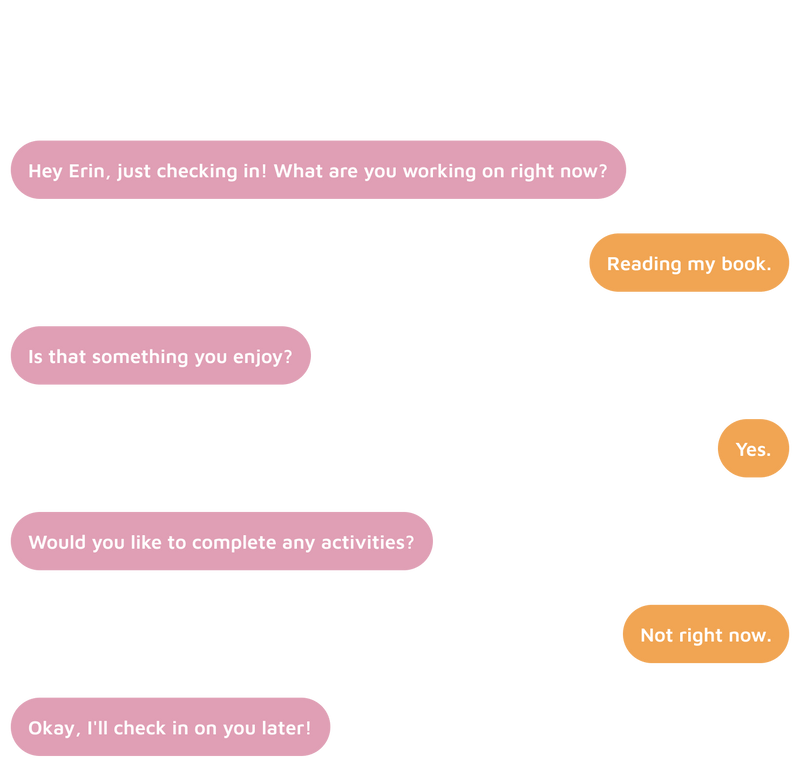 Hey Erin, just checking in! What are you working on right now?
Reading my book.
Is that something you enjoy?
Yes.
Would you like to complete any activities?
Not right now.
Okay, I'll check in on you later!